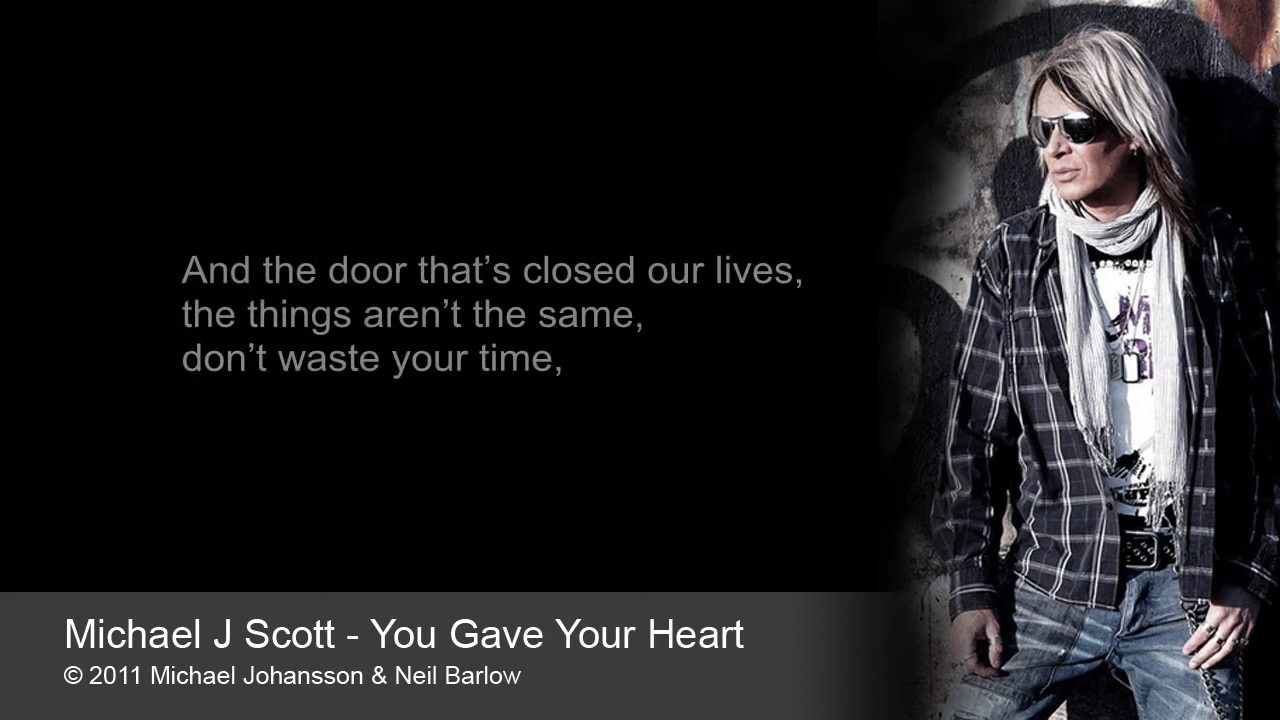 And the door that’s closed our lives,
the things aren’t the same,
don’t waste your time,
Michael J Scott - You Gave Your Heart
© 2011 Michael Johansson & Neil Barlow